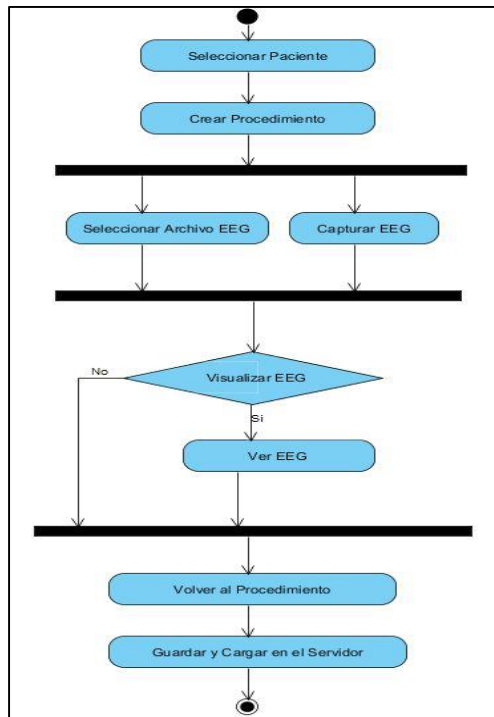 Seleccionar Paciente
Crear Procedimiento
Seleccionar Archivo EEG
Capturar EEG
No
Visualizar EEG
Si
Ver EEG
Volver al Procedimiento
Guardar y Cargar en el Servidor